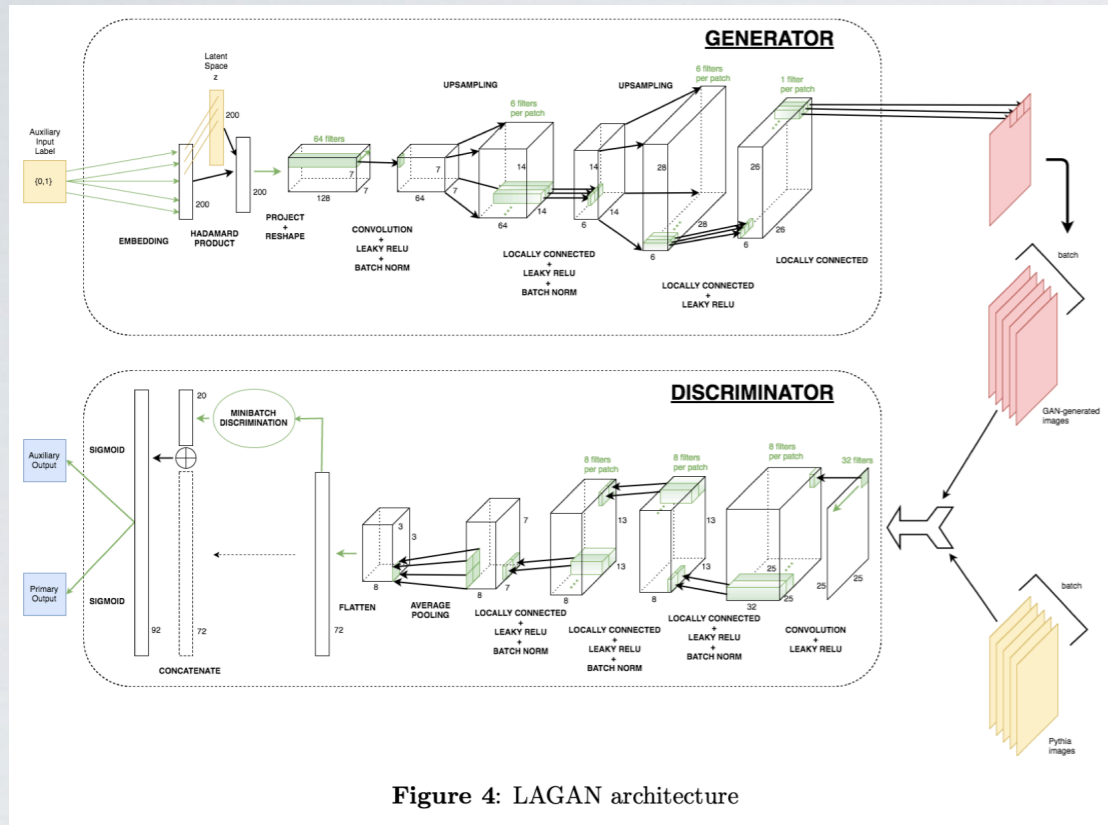 GENERATOR
Latent
Space
z
200
Auxiliary
Input
Label
{0,1}
200
200
EMBEDDING
HADAMARD
PRODUCT
PROJECT
+
RESHAPE
64 filters
7
7
128
CONVOLUTION
+
LEAKY RELU
+
BATCH NORM
7
7
64
UPSAMPLING
6 filters
per patch
14
14
64
LOCALLY CONNECTED
+
LEAKY RELU
+
BATCH NORM
14
14
6
UPSAMPLING
6 filters
per patch
28
28
6
LOCALLY CONNECTED
+
LEAKY RELU
1 filter
per patch
26
26
6
LOCALLY CONNECTED
batch
GAN-generated
images
DISCRIMINATOR
Auxiliary
Output
Primary
Output
SIGMOID
SIGMOID
92
20
72
CONCATENATE
MINIBATCH
DISCRIMINATION
72
FLATTEN
3
3
8
AVERAGE
POOLING
7
7
8
LOCALLY CONNECTED
+
LEAKY RELU
+
BATCH NORM
8 filters
per patch
13
13
8
LOCALLY CONNECTED
+
LEAKY RELU
+
BATCH NORM
8 filters
per patch
13
8
LOCALLY CONNECTED
+
LEAKY RELU
+
BATCH NORM
8 filters
per patch
25
25
32
32 filters
25
25
CONVOLUTION
+
LEAKY RELU
batch
Pythia
images
Figure 4: LAGAN architecture